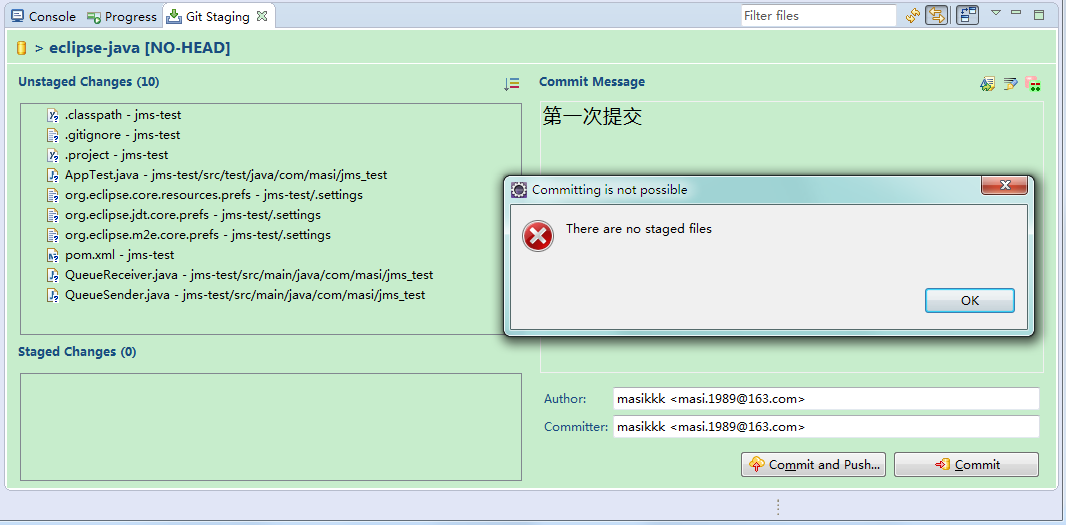 Console Progress Git Staging Filter files
> eclipse-java [NO-HEAD]
Unstaged Changes (10)
.classpath - jms-test
.gitignore - jms-test
.project - jms-test
AppTest.java - jms-test/src/test/java/com/masi/jms_test
org.eclipse.core.resources.prefs - jms-test/.settings
org.eclipse.jdt.core.prefs - jms-test/.settings
org.eclipse.m2e.core.prefs - jms-test/.settings
pom.xml - jms-test
QueueReceiver.java - jms-test/src/main/java/com/masi/jms_test
QueueSender.java - jms-test/src/main/java/com/masi/jms_test
Staged Changes (0)
Commit Message
第一次提交
Committing is not possible
There are no staged files
OK
Author: masikkk <masi.1989@163.com>
Committer: masikkk <masi.1989@163.com>
Commit and Push... Commit